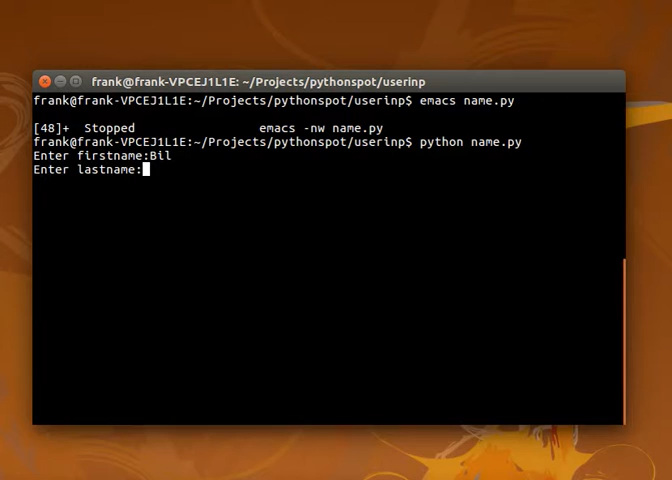 frank@frank-VPCEJ1L1E: ~/Projects/pythonspot/userinp
frank@frank-VPCEJ1L1E:~/Projects/pythonspot/userinp$ emacs name.py
[48]+  Stopped                 emacs -nw name.py
frank@frank-VPCEJ1L1E:~/Projects/pythonspot/userinp$ python name.py
Enter firstname:Bil
Enter lastname: